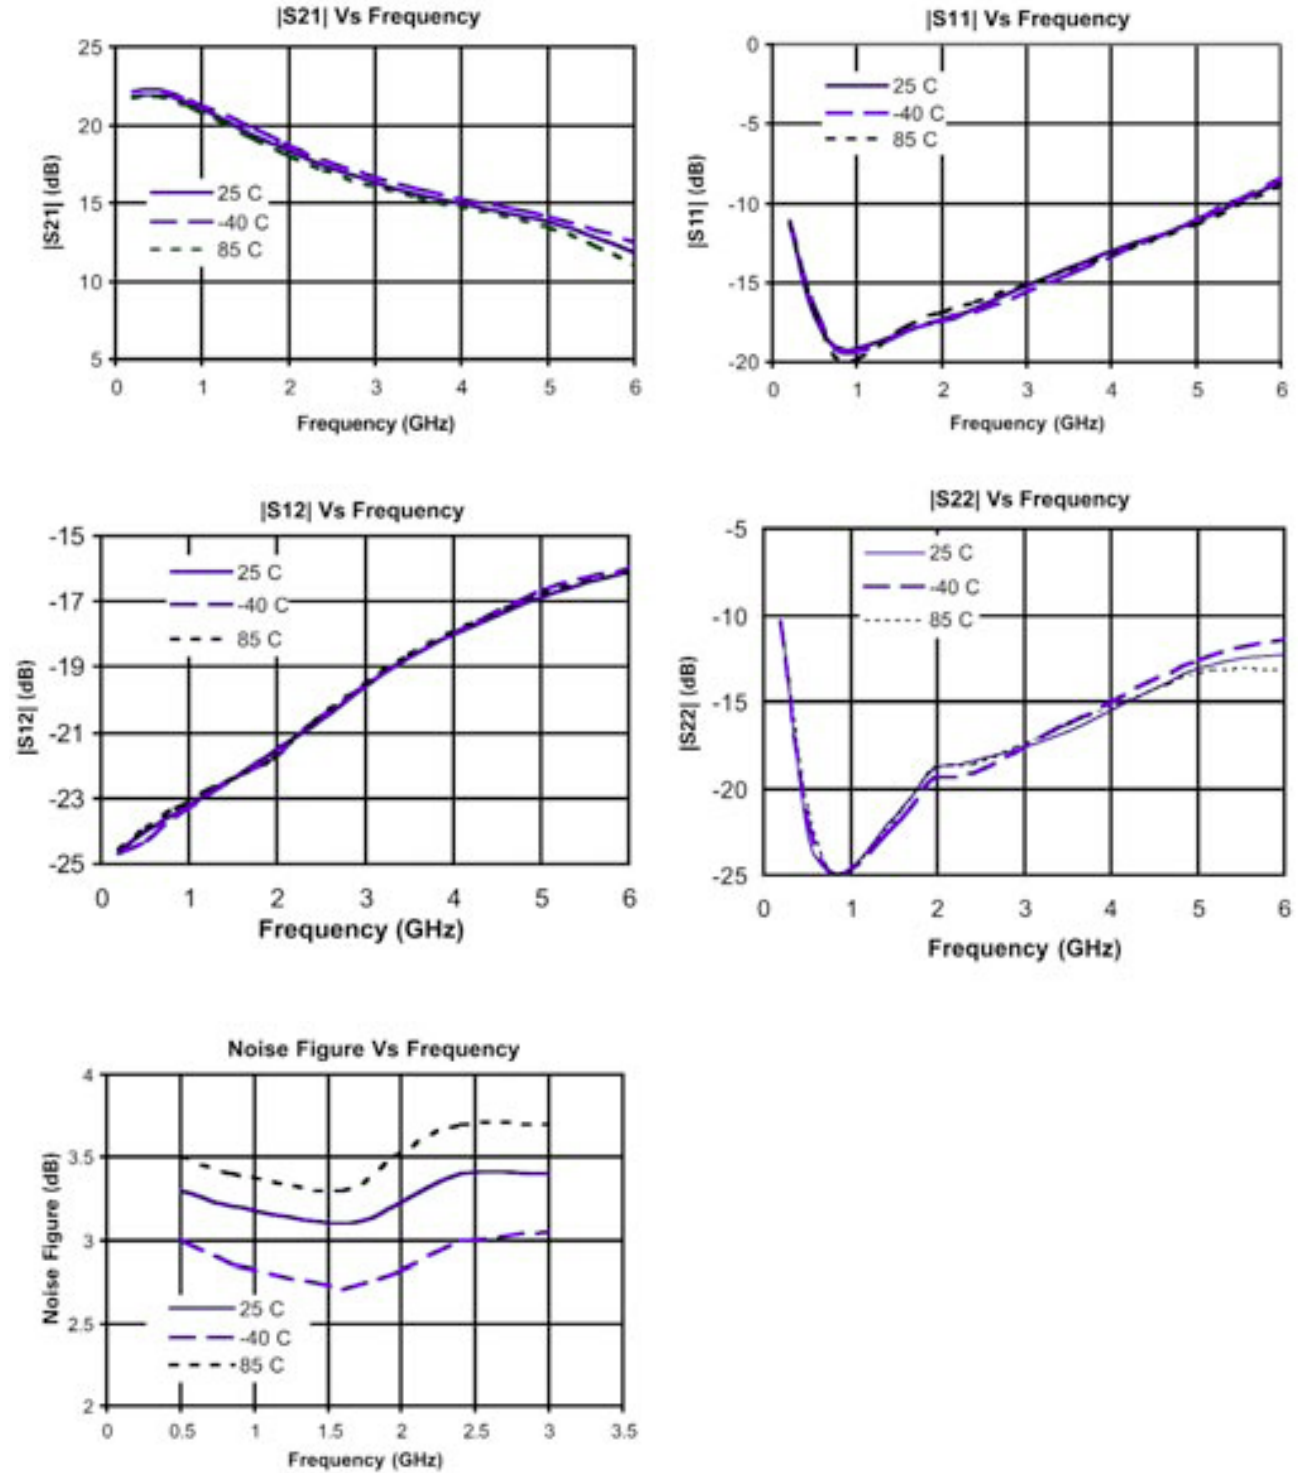 |S21| Vs Frequency
25
20
15
10
5
|S21| (dB)
25 C
-40 C
85 C
0 1 2 3 4 5 6
Frequency (GHz)
|S11| Vs Frequency
0
-5
-10
-15
-20
|S11| (dB)
25 C
-40 C
85 C
0 1 2 3 4 5 6
Frequency (GHz)
|S12| Vs Frequency
-15
-17
-19
-21
-23
-25
|S12| (dB)
25 C
-40 C
85 C
0 1 2 3 4 5 6
Frequency (GHz)
|S22| Vs Frequency
-5
-10
-15
-20
-25
|S22| (dB)
25 C
-40 C
85 C
0 1 2 3 4 5 6
Frequency (GHz)
Noise Figure Vs Frequency
4
3.5
3
2.5
2
Noise Figure (dB)
25 C
-40 C
85 C
0 0.5 1 1.5 2 2.5 3 3.5
Frequency (GHz)